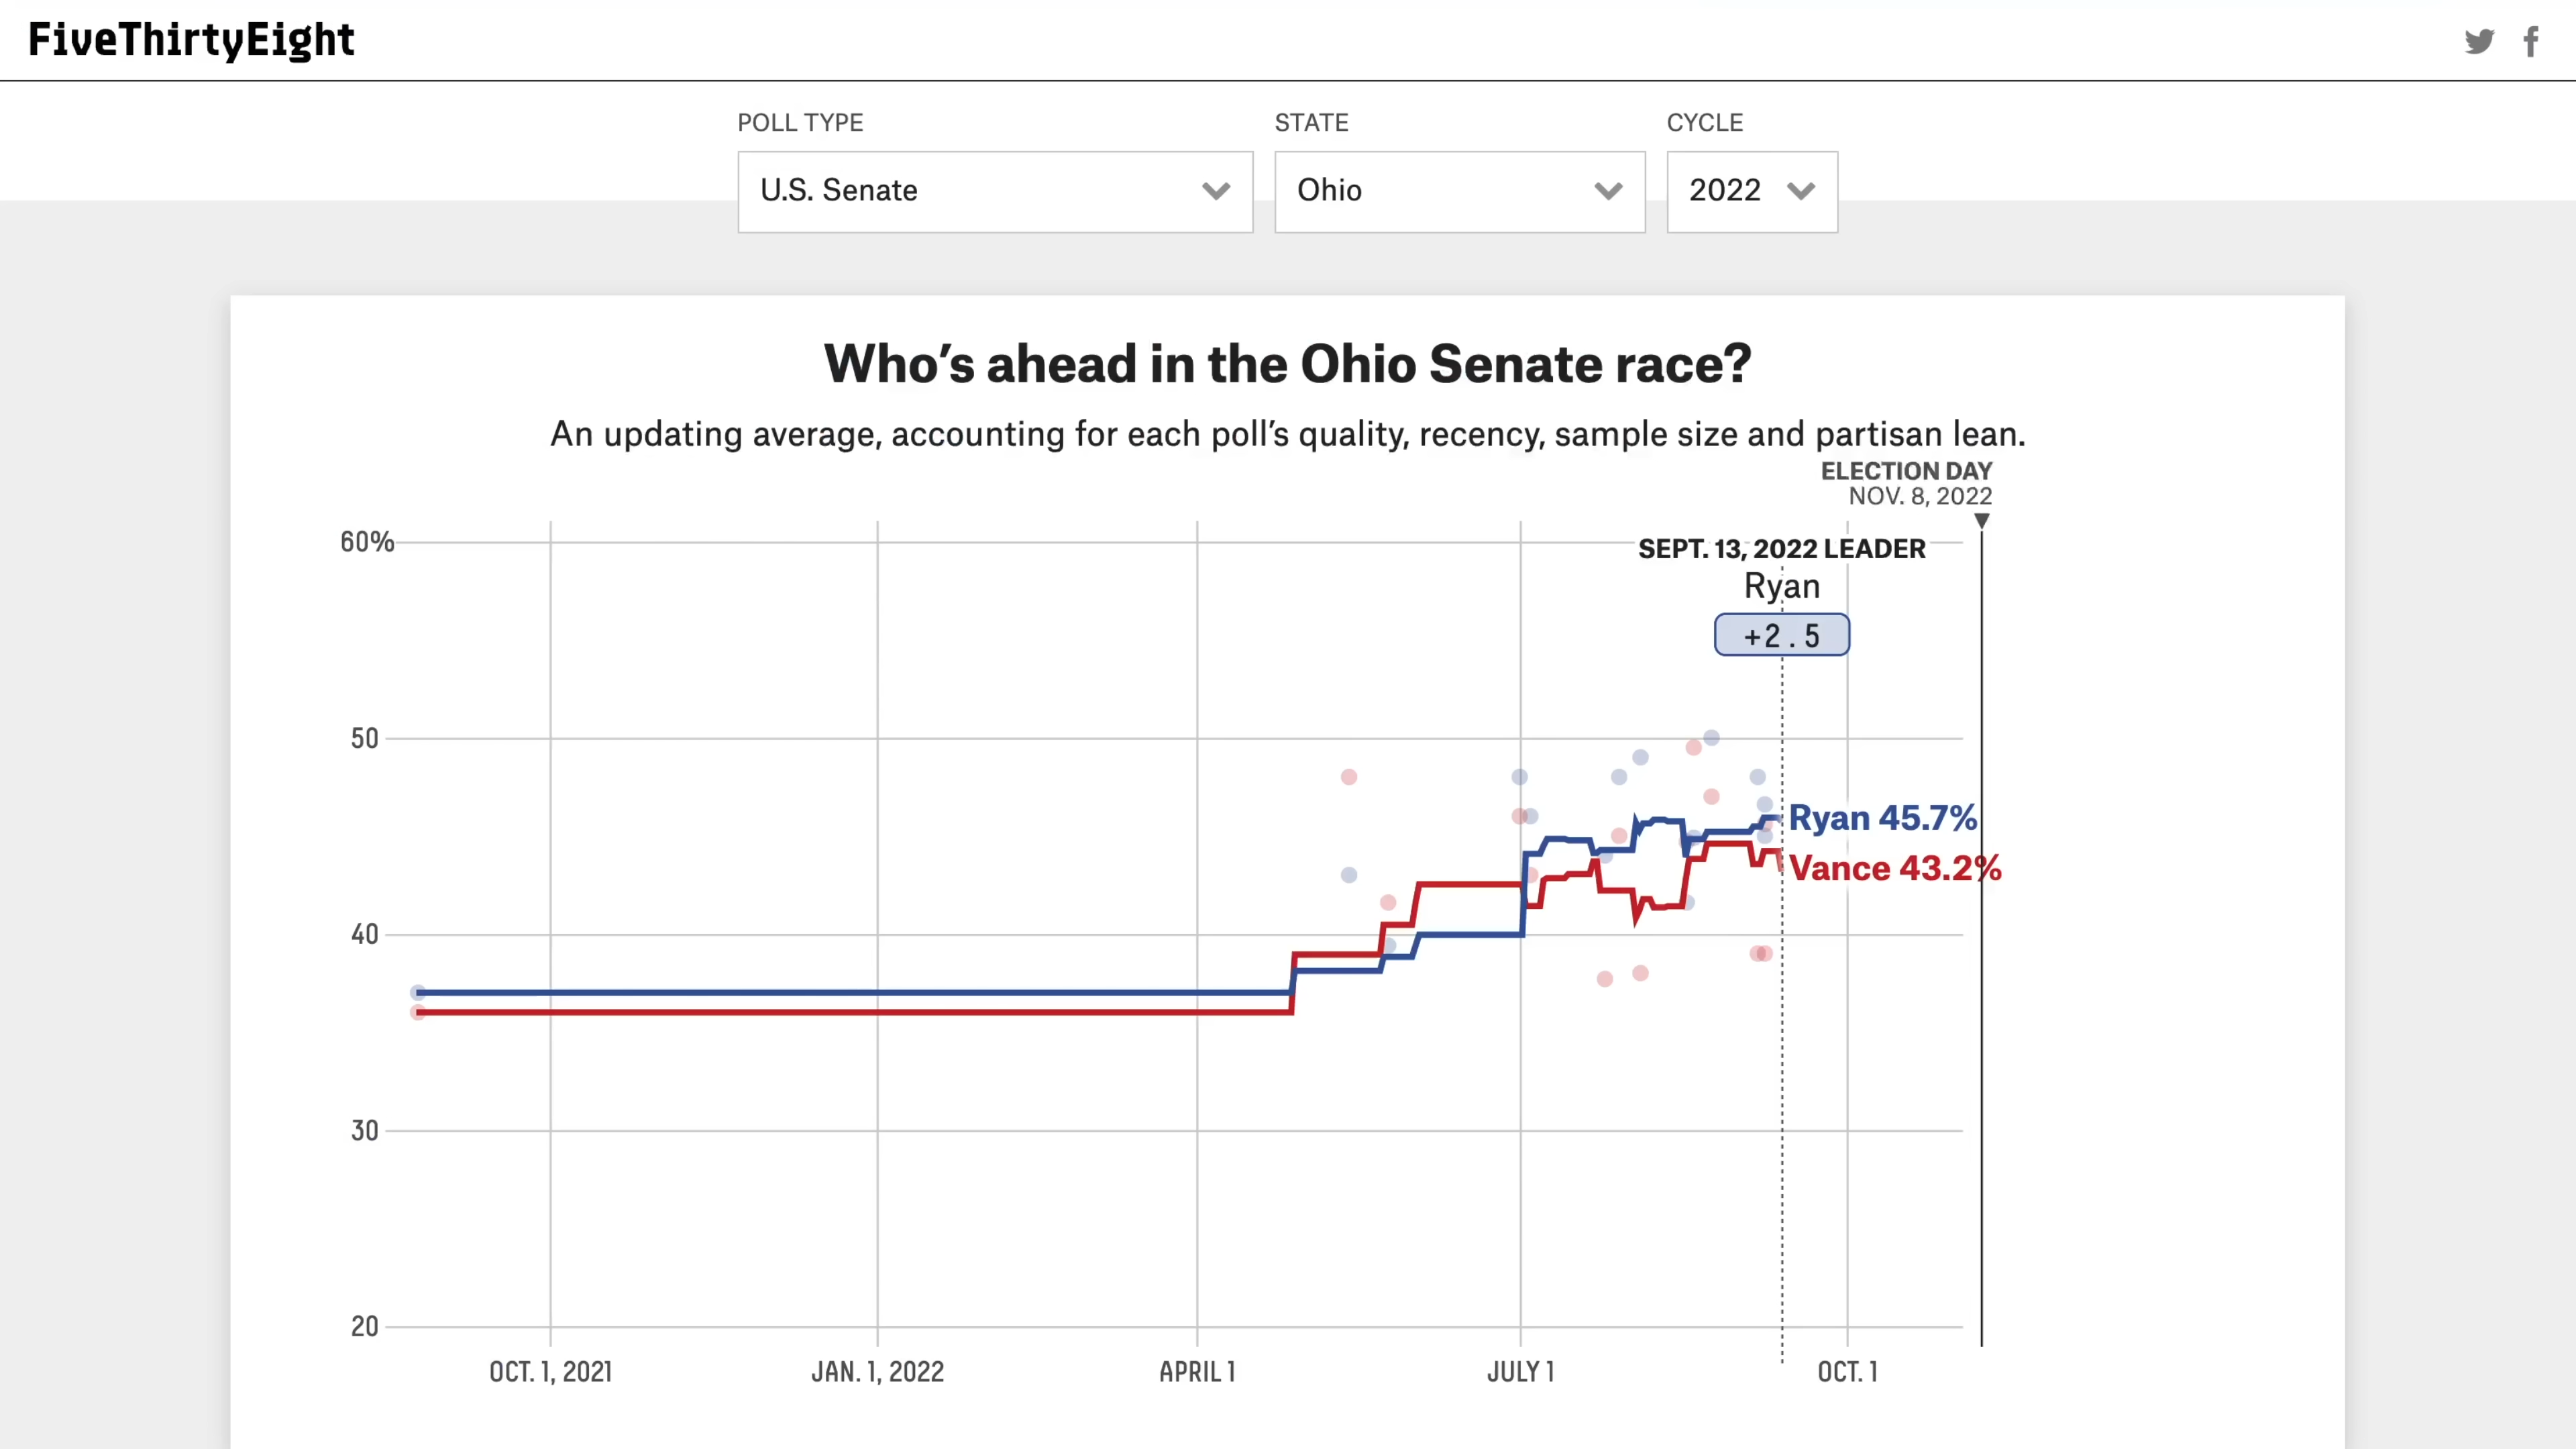 FiveThirtyEight
POLL TYPE
STATE
CYCLE
U.S. Senate
Ohio
2022
Who's ahead in the Ohio Senate race?
An updating average, accounting for each poll's quality, recency, sample size and partisan lean.
ELECTION DAY
NOV. 8, 2022
60%
SEPT. 13, 2022 LEADER
Ryan
+2.5
50
Ryan 45.7%
Vance 43.2%
40
30
20
OCT. 1, 2021
JAN. 1, 2022
APRIL 1
JULY 1
OCT. 1